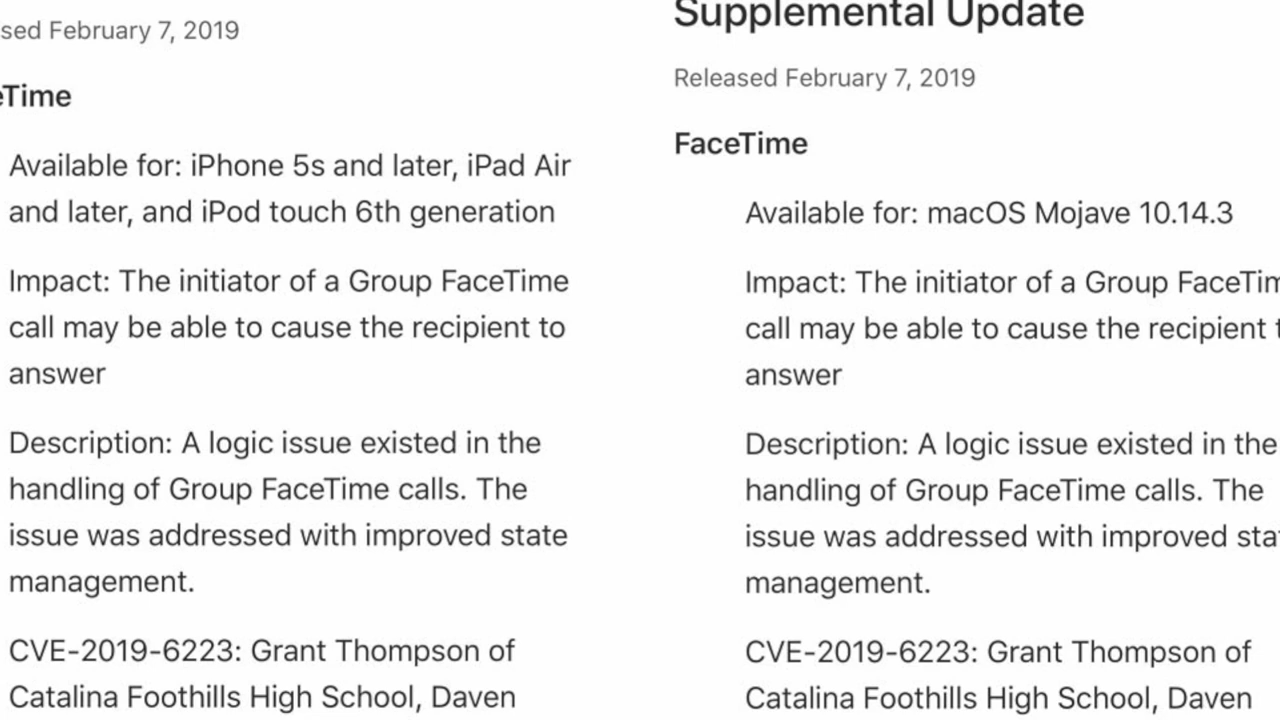 sed February 7, 2019
eTime
Available for: iPhone 5s and later, iPad Air
and later, and iPod touch 6th generation
Impact: The initiator of a Group FaceTime
call may be able to cause the recipient to
answer
Description: A logic issue existed in the
handling of Group FaceTime calls. The
issue was addressed with improved state
management.
CVE-2019-6223: Grant Thompson of
Catalina Foothills High School, Daven
Supplemental Update
Released February 7, 2019
FaceTime
Available for: macOS Mojave 10.14.3
Impact: The initiator of a Group FaceTim
call may be able to cause the recipient t
answer
Description: A logic issue existed in the
handling of Group FaceTime calls. The
issue was addressed with improved sta
management.
CVE-2019-6223: Grant Thompson of
Catalina Foothills High School, Daven